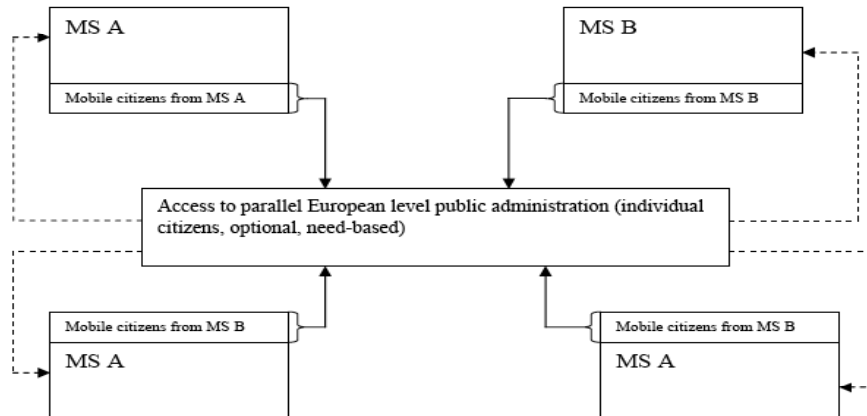 MS A
MS B
Mobile citizens from MS A
Mobile citizens from MS B
Access to parallel European level public administration (individual
citizens, optional, need-based)
Mobile citizens from MS B
Mobile citizens from MS B
MS A
MS A